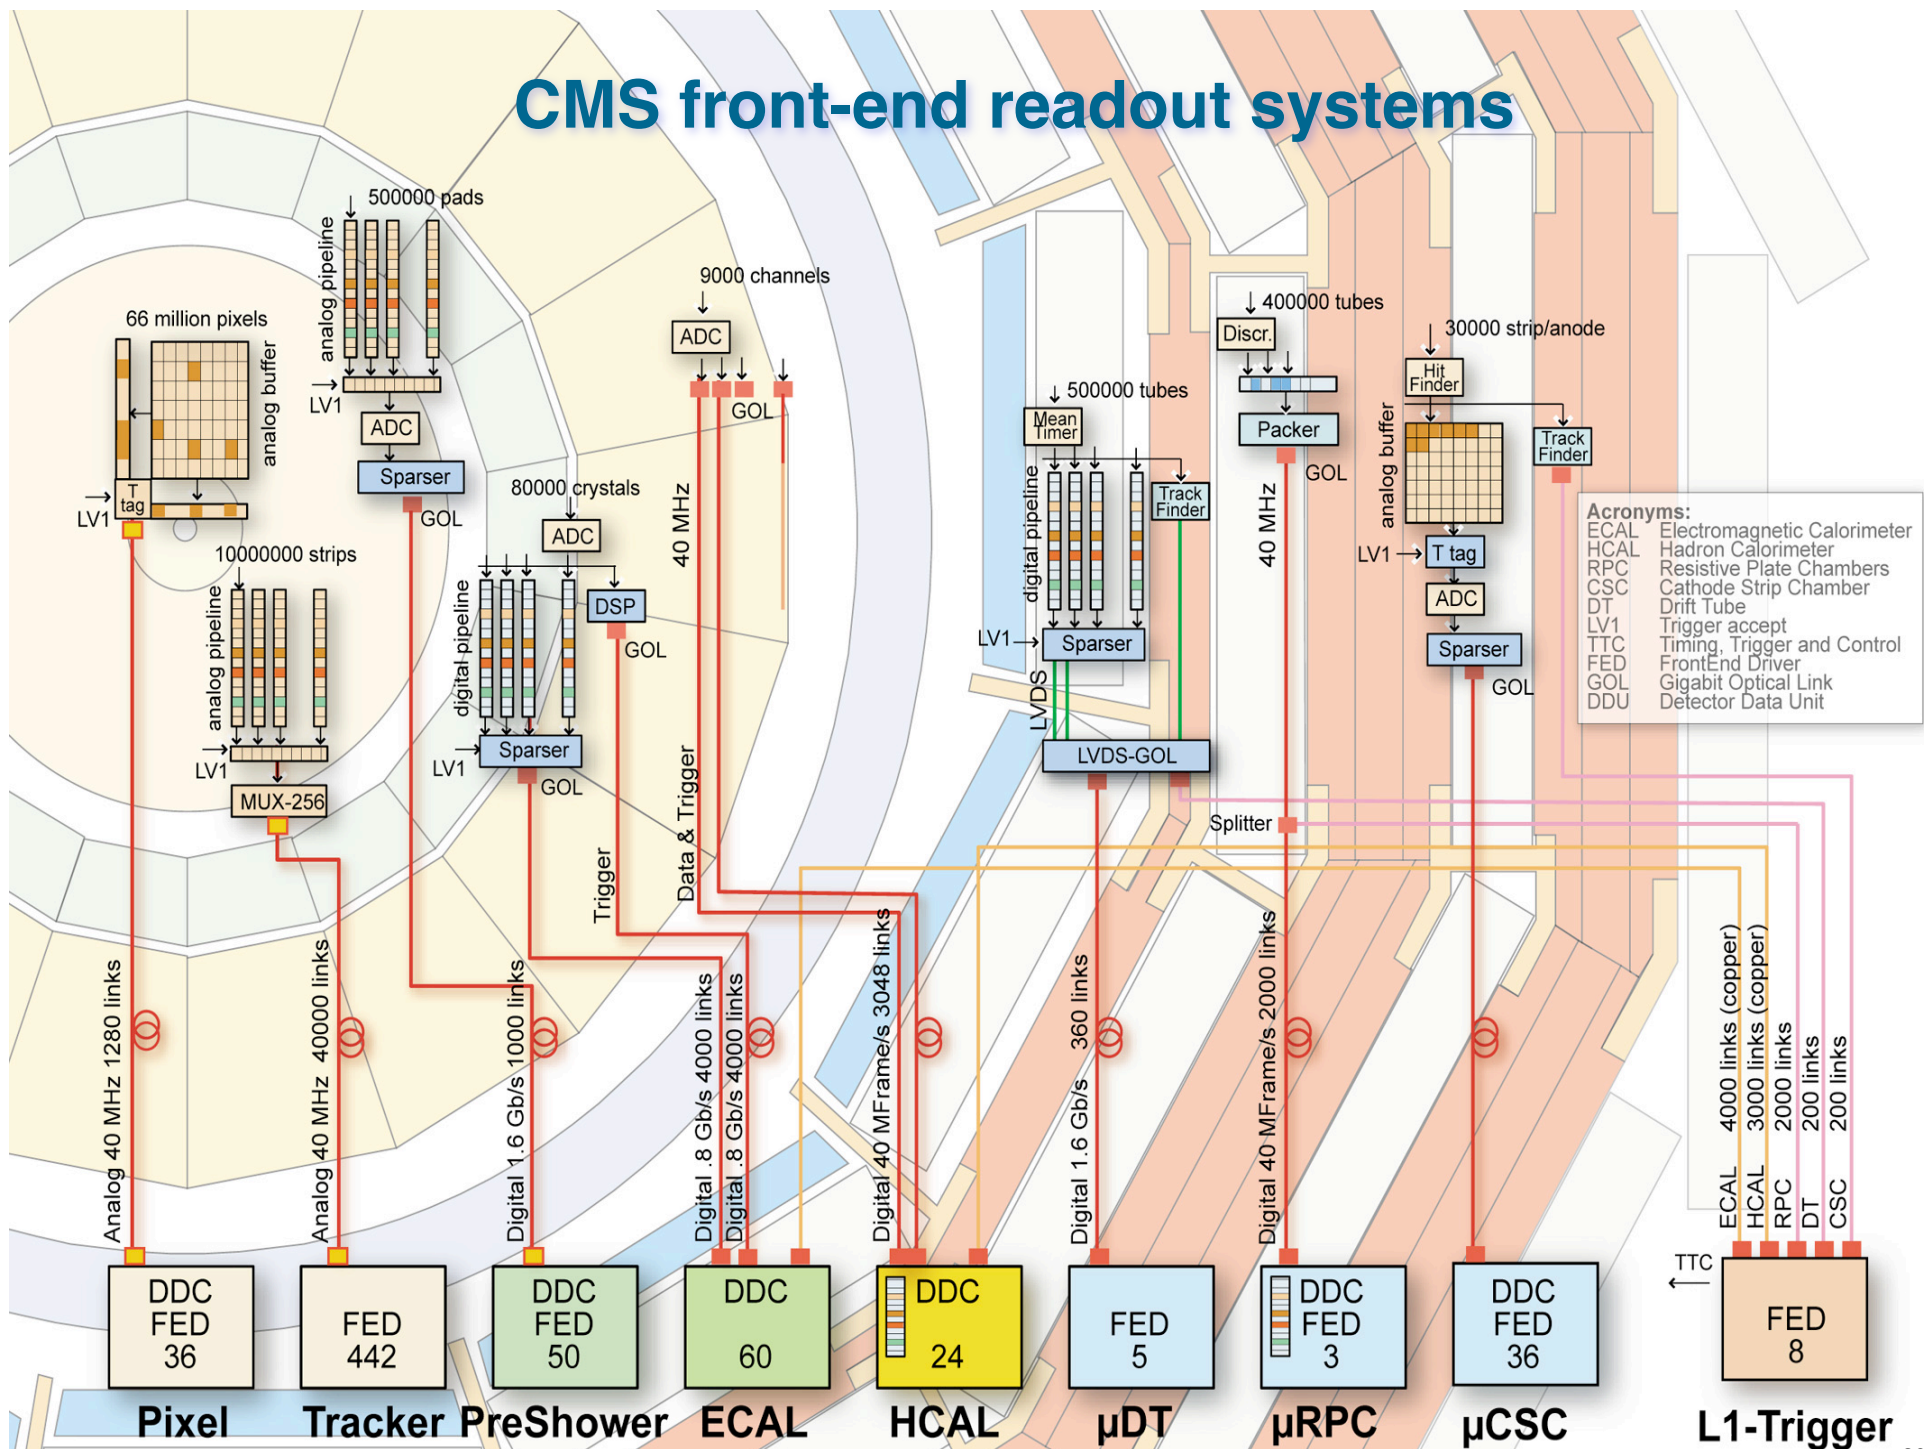 CMS front-end readout systems
500000 pads
analog pipeline
LV1
ADC
Sparser
GOL
66 million pixels
analog buffer
T
tag
LV1
10000000 strips
analog pipeline
LV1
MUX-256
80000 crystals
ADC
digital pipeline
DSP
GOL
LV1
Sparser
GOL
Trigger
9000 channels
ADC
GOL
40 MHz
Data & Trigger
500000 tubes
Mean
Timer
digital pipeline
Track
Finder
LV1
Sparser
LVDS
LVDS-GOL
400000 tubes
Discr.
Packer
GOL
40 MHz
Splitter
30000 strip/anode
Hit
Finder
analog buffer
Track
Finder
LV1
T tag
ADC
Sparser
GOL
Acronyms:
ECAL Electromagnetic Calorimeter
HCAL Hadron Calorimeter
RPC Resistive Plate Chambers
CSC Cathode Strip Chamber
DT Drift Tube
LV1 Trigger accept
TTC Timing, Trigger and Control
FED FrontEnd Driver
GOL Gigabit Optical Link
DDU Detector Data Unit
Analog 40 MHz 1280 links
Analog 40 MHz 40000 links
Digital 1.6 Gb/s 1000 links
Digital .8 Gb/s 4000 links
Digital .8 Gb/s 4000 links
Digital 40 MFrame/s 3048 links
Digital 1.6 Gb/s 360 links
Digital 40 MFrame/s 2000 links
ECAL 4000 links (copper)
HCAL 3000 links (copper)
RPC 2000 links
DT 200 links
CSC 200 links
TTC
DDC
FED
36
Pixel
FED
442
Tracker
DDC
FED
50
PreShower
DDC
60
ECAL
DDC
24
HCAL
FED
5
µDT
DDC
FED
3
µRPC
DDC
FED
36
µCSC
FED
8
L1-Trigger